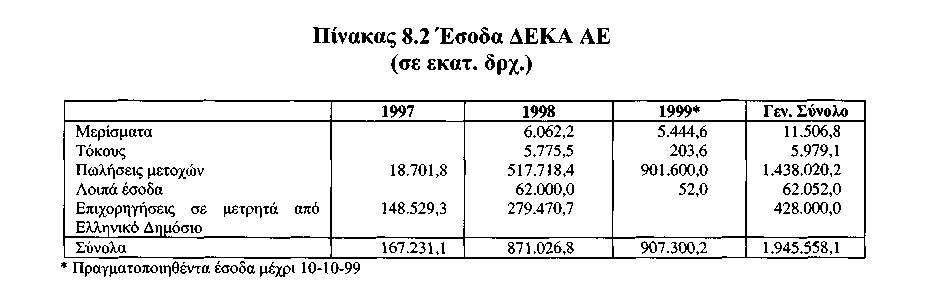 Πίνακας 8.2 Έσοδα ΔΕΚΑ ΑΕ
(σε εκατ. δρχ.)
1997 1998 1999* Γεν. Σύνολο
Μερίσματα 6.062,2 5.444,6 11.506,8
Τόκους 5.775,5 203,6 5.979,1
Πωλήσεις μετοχών 18.701,8 517.718,4 901.600,0 1.438.020,2
Λοιπά έσοδα 62.000,0 52,0 62.052,0
Επιχορηγήσεις σε μετρητά από 148.529,3 279.470,7 428.000,0
Ελληνικό Δημόσιο
Σύνολα 167.231,1 871.026,8 907.300,2 1.945.558,1
* Πραγματοποιηθέντα έσοδα μέχρι 10-10-99